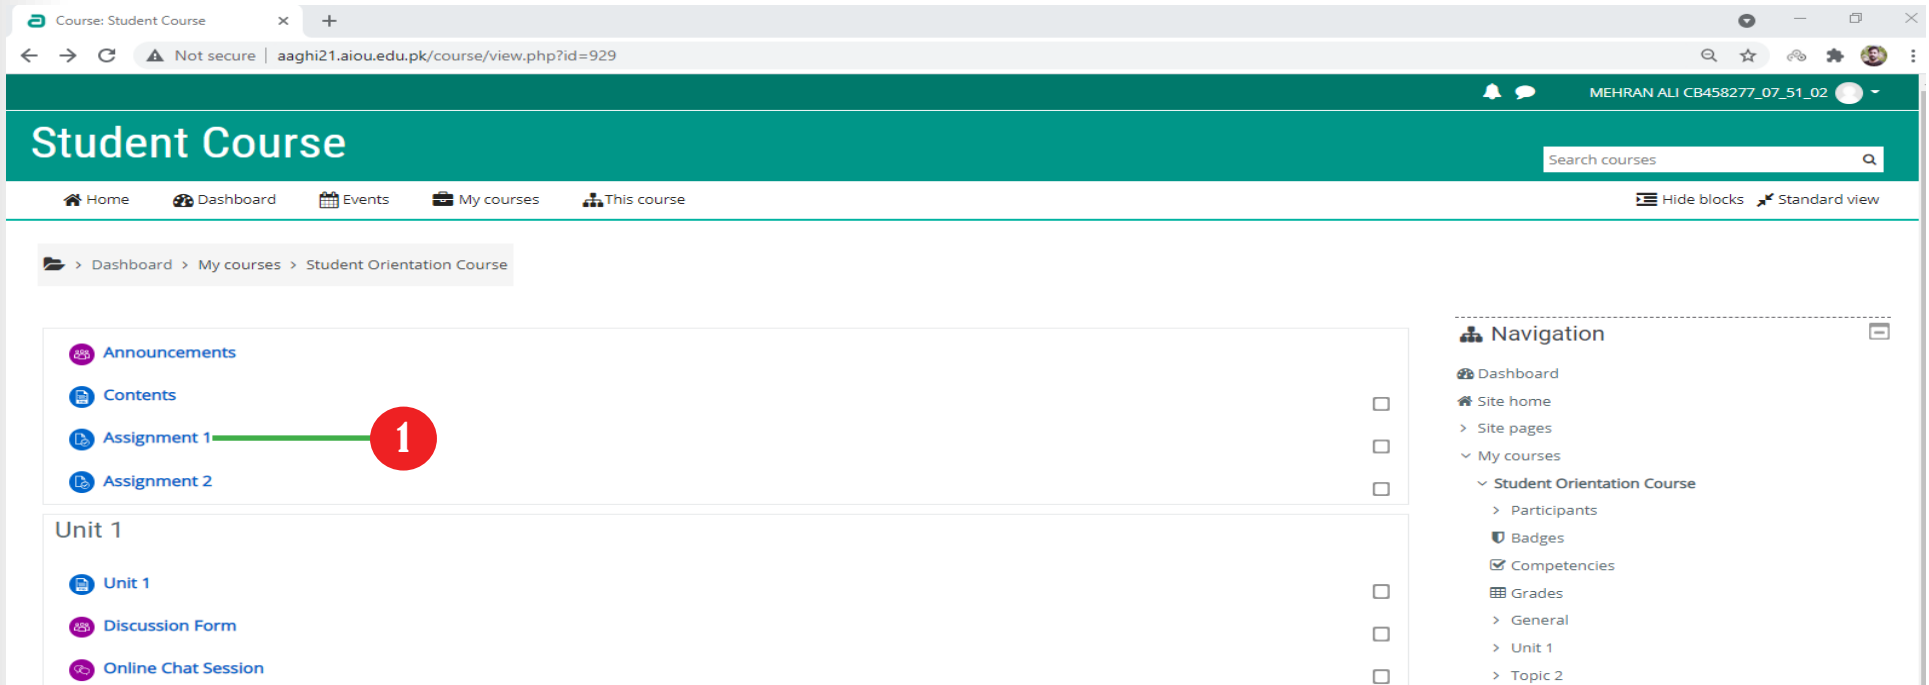 Course: Student Course
Not secure | aaghi21.aiou.edu.pk/course/view.php?id=929
MEHRAN ALI CB458277_07_51_02
Student Course
Search courses
Home Dashboard Events My courses This course Hide blocks Standard view
> Dashboard > My courses > Student Orientation Course
Announcements
Contents
Assignment 1
1
Assignment 2
Unit 1
Unit 1
Discussion Form
Online Chat Session
Navigation
Dashboard
Site home
Site pages
My courses
Student Orientation Course
Participants
Badges
Competencies
Grades
General
Unit 1
Topic 2